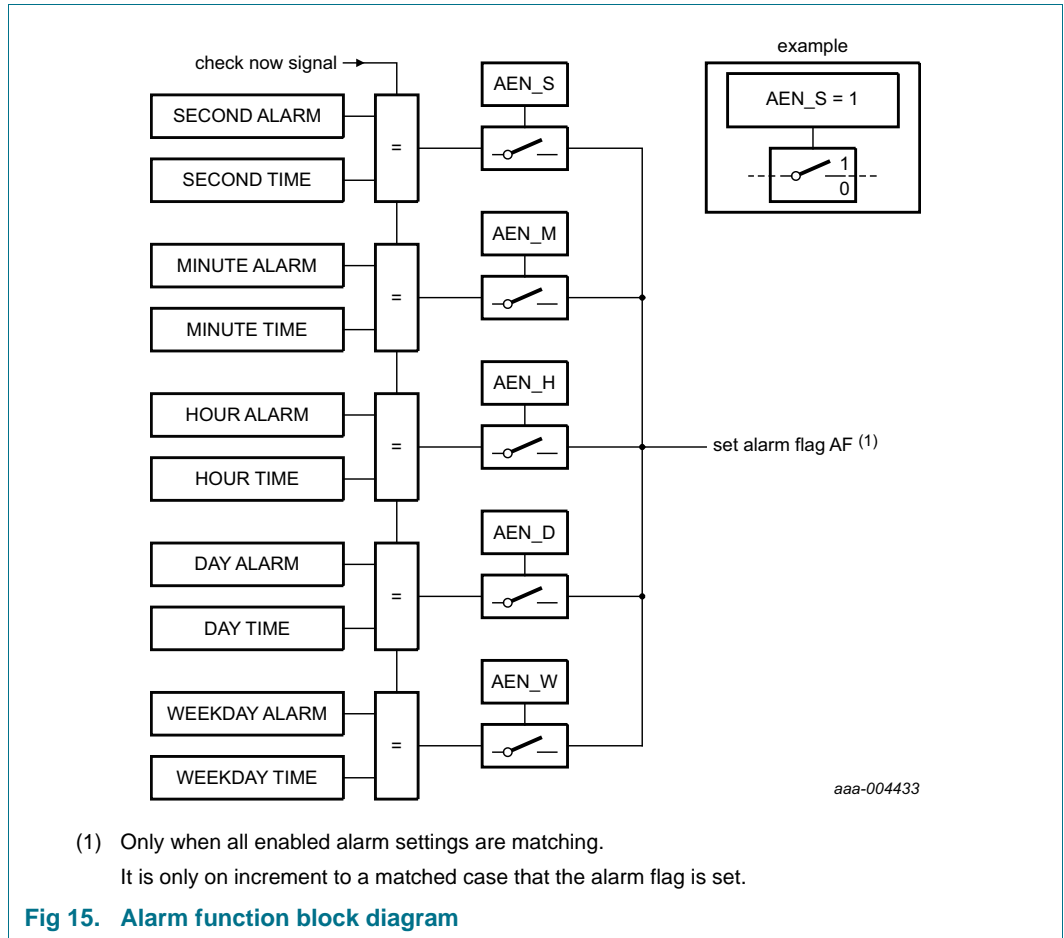 example
check now signal
AEN_S
AEN_S = 1
SECOND ALARM
=
1
SECOND TIME
0
AEN_M
MINUTE ALARM
=
MINUTE TIME
AEN_H
HOUR ALARM
=
set alarm flag AF (1)
HOUR TIME
AEN_D
DAY ALARM
=
DAY TIME
AEN_W
WEEKDAY ALARM
=
WEEKDAY TIME
aaa-004433
(1) Only when all enabled alarm settings are matching.
It is only on increment to a matched case that the alarm flag is set.
Fig 15. Alarm function block diagram